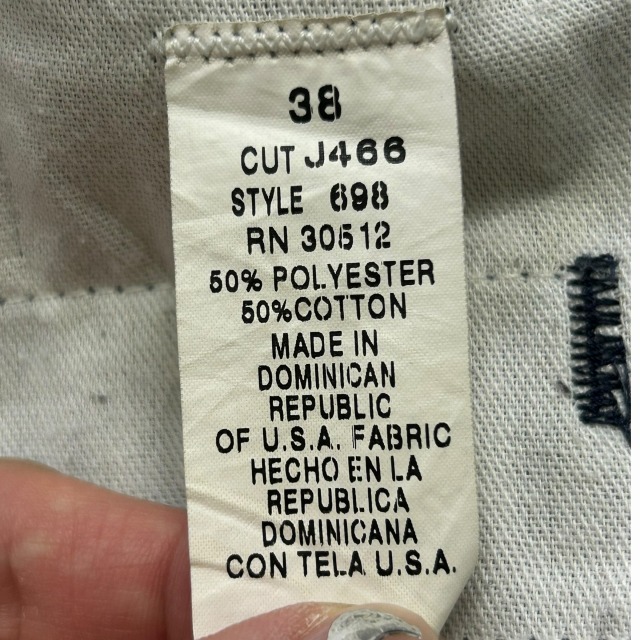 38
CUT J466
STYLE 698
RN 30512
50% POLYESTER
50%COTTON
MADE IN
DOMINICAN
REPUBLIC
OF U.S.A. FABRIC
HECHO EN LA
REPUBLICA
DOMINICANA
CON TELA U.S.A.